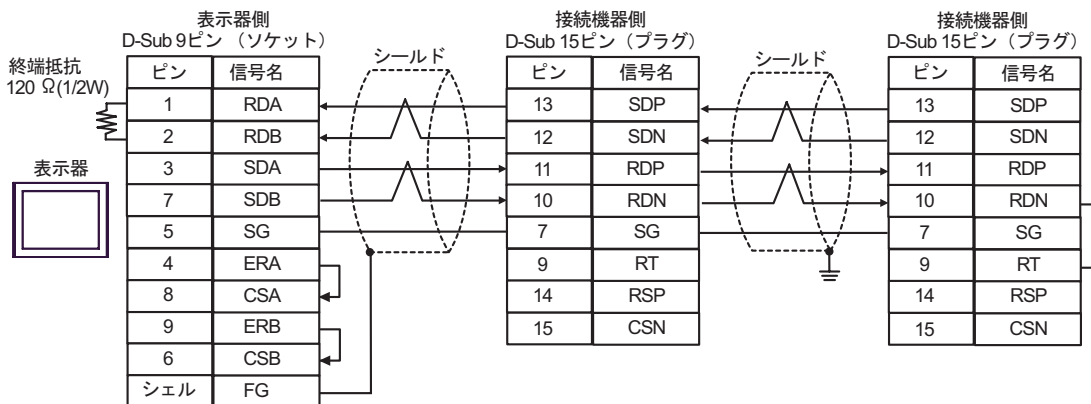 表示器側
D-Sub 9ピン （ソケット）
終端抵抗
120 Ω(1/2W)
表示器
ピン 信号名
1 RDA
2 RDB
3 SDA
7 SDB
5 SG
4 ERA
8 CSA
9 ERB
6 CSB
シェル FG
シールド
接続機器側
D-Sub 15ピン（プラグ）
ピン 信号名
13 SDP
12 SDN
11 RDP
10 RDN
7 SG
9 RT
14 RSP
15 CSN
シールド
接続機器側
D-Sub 15ピン（プラグ）
ピン 信号名
13 SDP
12 SDN
11 RDP
10 RDN
7 SG
9 RT
14 RSP
15 CSN